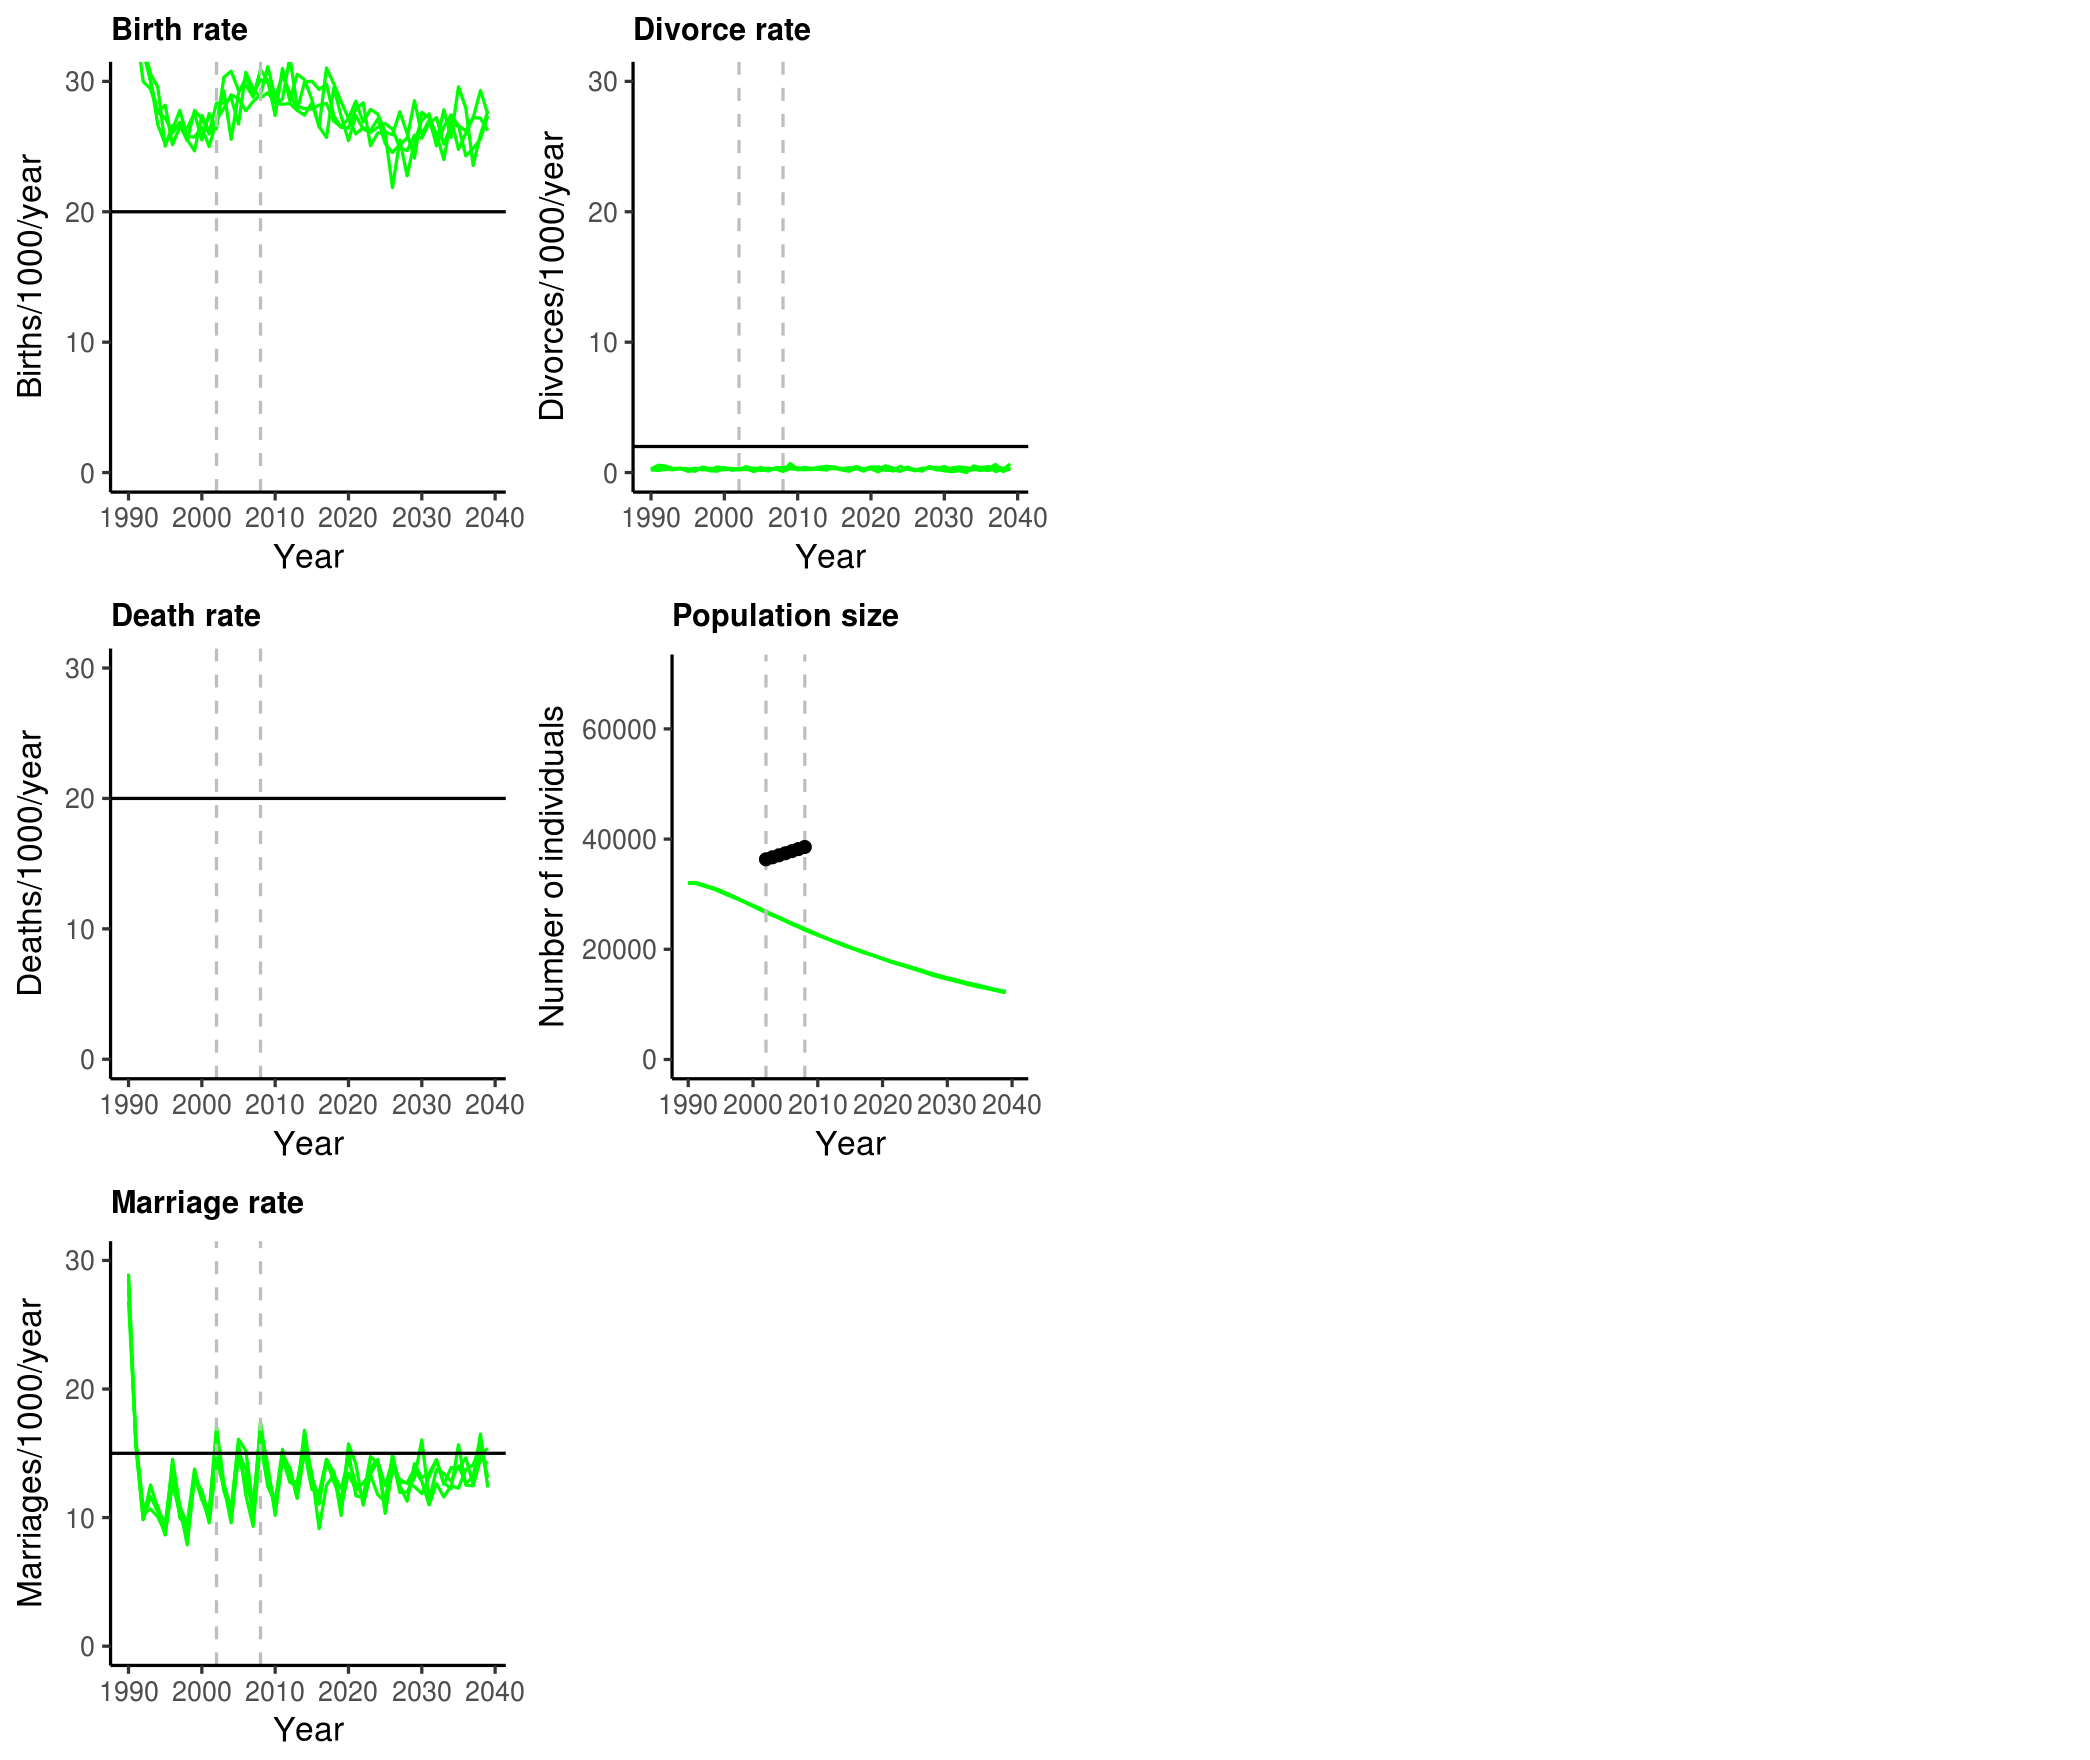 Birth rate
Births/1000/year
30
20
10
0
1990 2000 2010 2020 2030 2040
Year
Divorce rate
Divorces/1000/year
30
20
10
0
1990 2000 2010 2020 2030 2040
Year
Death rate
Deaths/1000/year
30
20
10
0
1990 2000 2010 2020 2030 2040
Year
Population size
Number of individuals
60000
40000
20000
0
1990 2000 2010 2020 2030 2040
Year
Marriage rate
Marriages/1000/year
30
20
10
0
1990 2000 2010 2020 2030 2040
Year